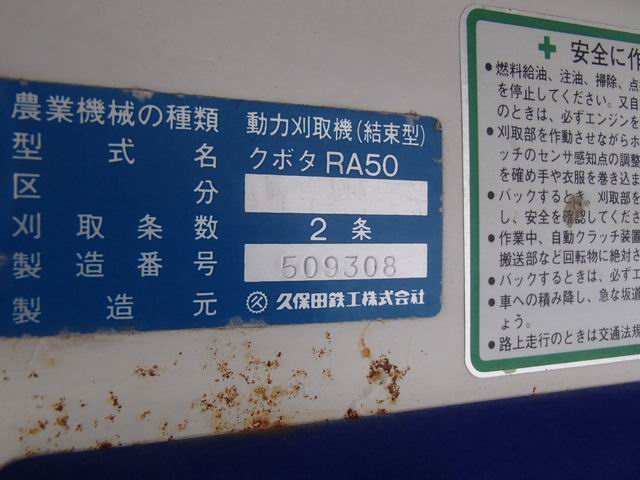 農業機械の種類 動力刈取機(結束型)
型式名 クボタ RA50
区分
刈取条数 2条
製造番号 509308
製造元 久保田鉄工株式会社
安全に作
●燃料給油、注油、掃除、点
を停止してください。又自
のときは、必ずエンジンを
●刈取部を作動させながらホ
ッチのセンサ感知点の調整
を確め手や衣服を巻き込ま
●バックするとき 刈取部を
し、安全を確認してくださ
●作業中、自動クラッチ装置
搬送部など回転物に絶対さ
●バックするときは、必ず
●車への積み降し、急な坂道
ょう。
●路上走行のときは交通法規